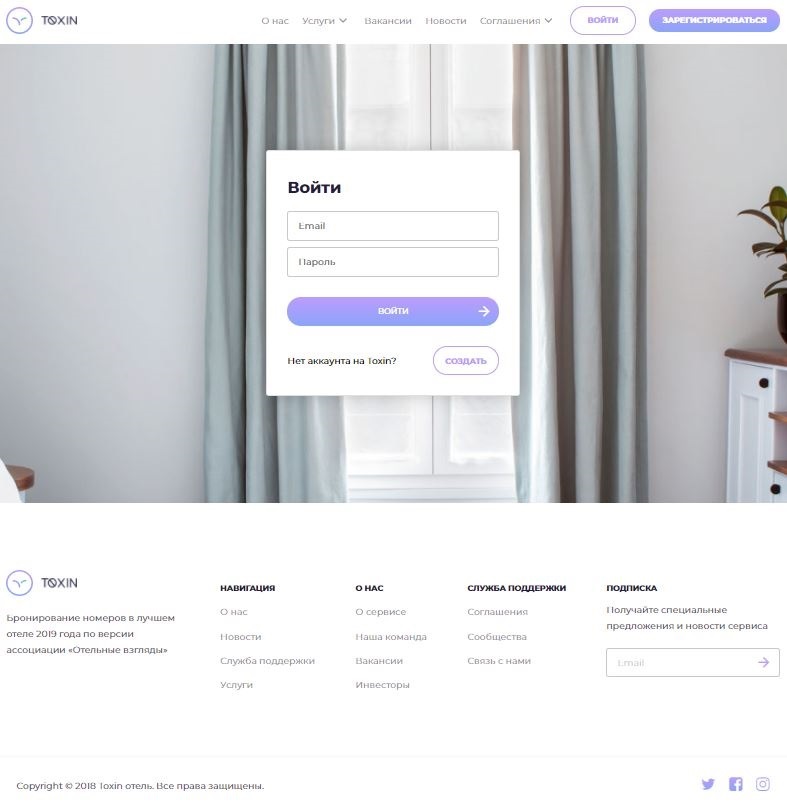 TOXIN
О нас Услуги Вакансии Новости Соглашения ВОЙТИ ЗАРЕГИСТРИРОВАТЬСЯ
Войти
Email
Пароль
ВОЙТИ
Нет аккаунта на Toxin? СОЗДАТЬ
TOXIN
Бронирование номеров в лучшем
отеле 2019 года по версии
ассоциации «Отельные взгляды»
НАВИГАЦИЯ
О нас
Новости
Служба поддержки
Услуги
О НАС
О сервисе
Наша команда
Вакансии
Инвесторы
СЛУЖБА ПОДДЕРЖКИ
Соглашения
Сообщества
Связь с нами
ПОДПИСКА
Получайте специальные
предложения и новости сервиса
Email
Copyright © 2018 Toxin отель. Все права защищены.